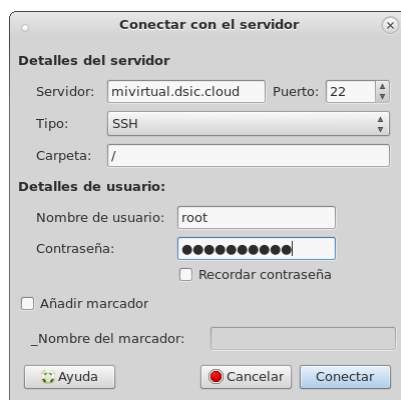 Conectar con el servidor
Detalles del servidor
Servidor: mivirtual.dsic.cloud Puerto: 22
Tipo: SSH
Carpeta: /
Detalles de usuario:
Nombre de usuario: root
Contraseña: ●●●●●●●●●●
Recordar contraseña
Añadir marcador
_Nombre del marcador:
Ayuda Cancelar Conectar